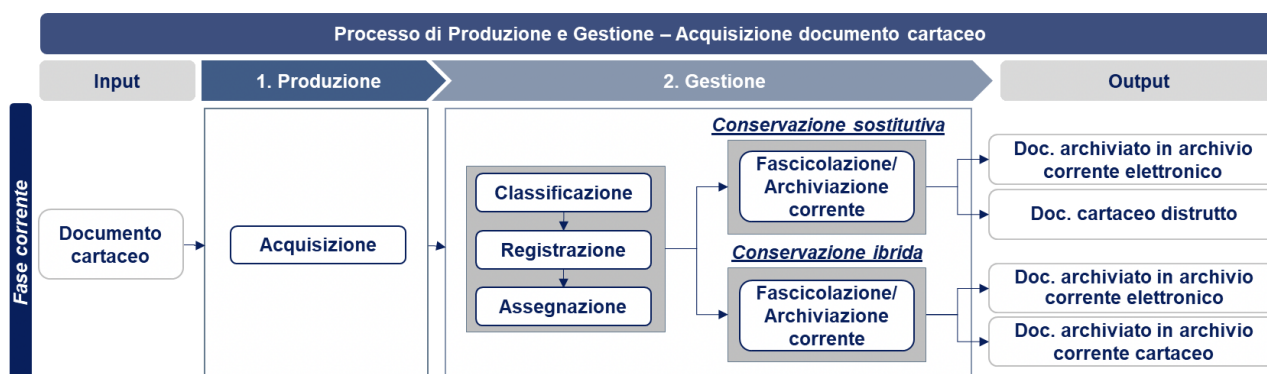 Processo di Produzione e Gestione – Acquisizione documento cartaceo
Input
1. Produzione
2. Gestione
Output
Fase corrente
Documento
cartaceo
Acquisizione
Classificazione
Registrazione
Assegnazione
Conservazione sostitutiva
Fascicolazione/
Archiviazione
corrente
Conservazione ibrida
Fascicolazione/
Archiviazione
corrente
Doc. archiviato in archivio
corrente elettronico
Doc. cartaceo distrutto
Doc. archiviato in archivio
corrente elettronico
Doc. archiviato in archivio
corrente cartaceo